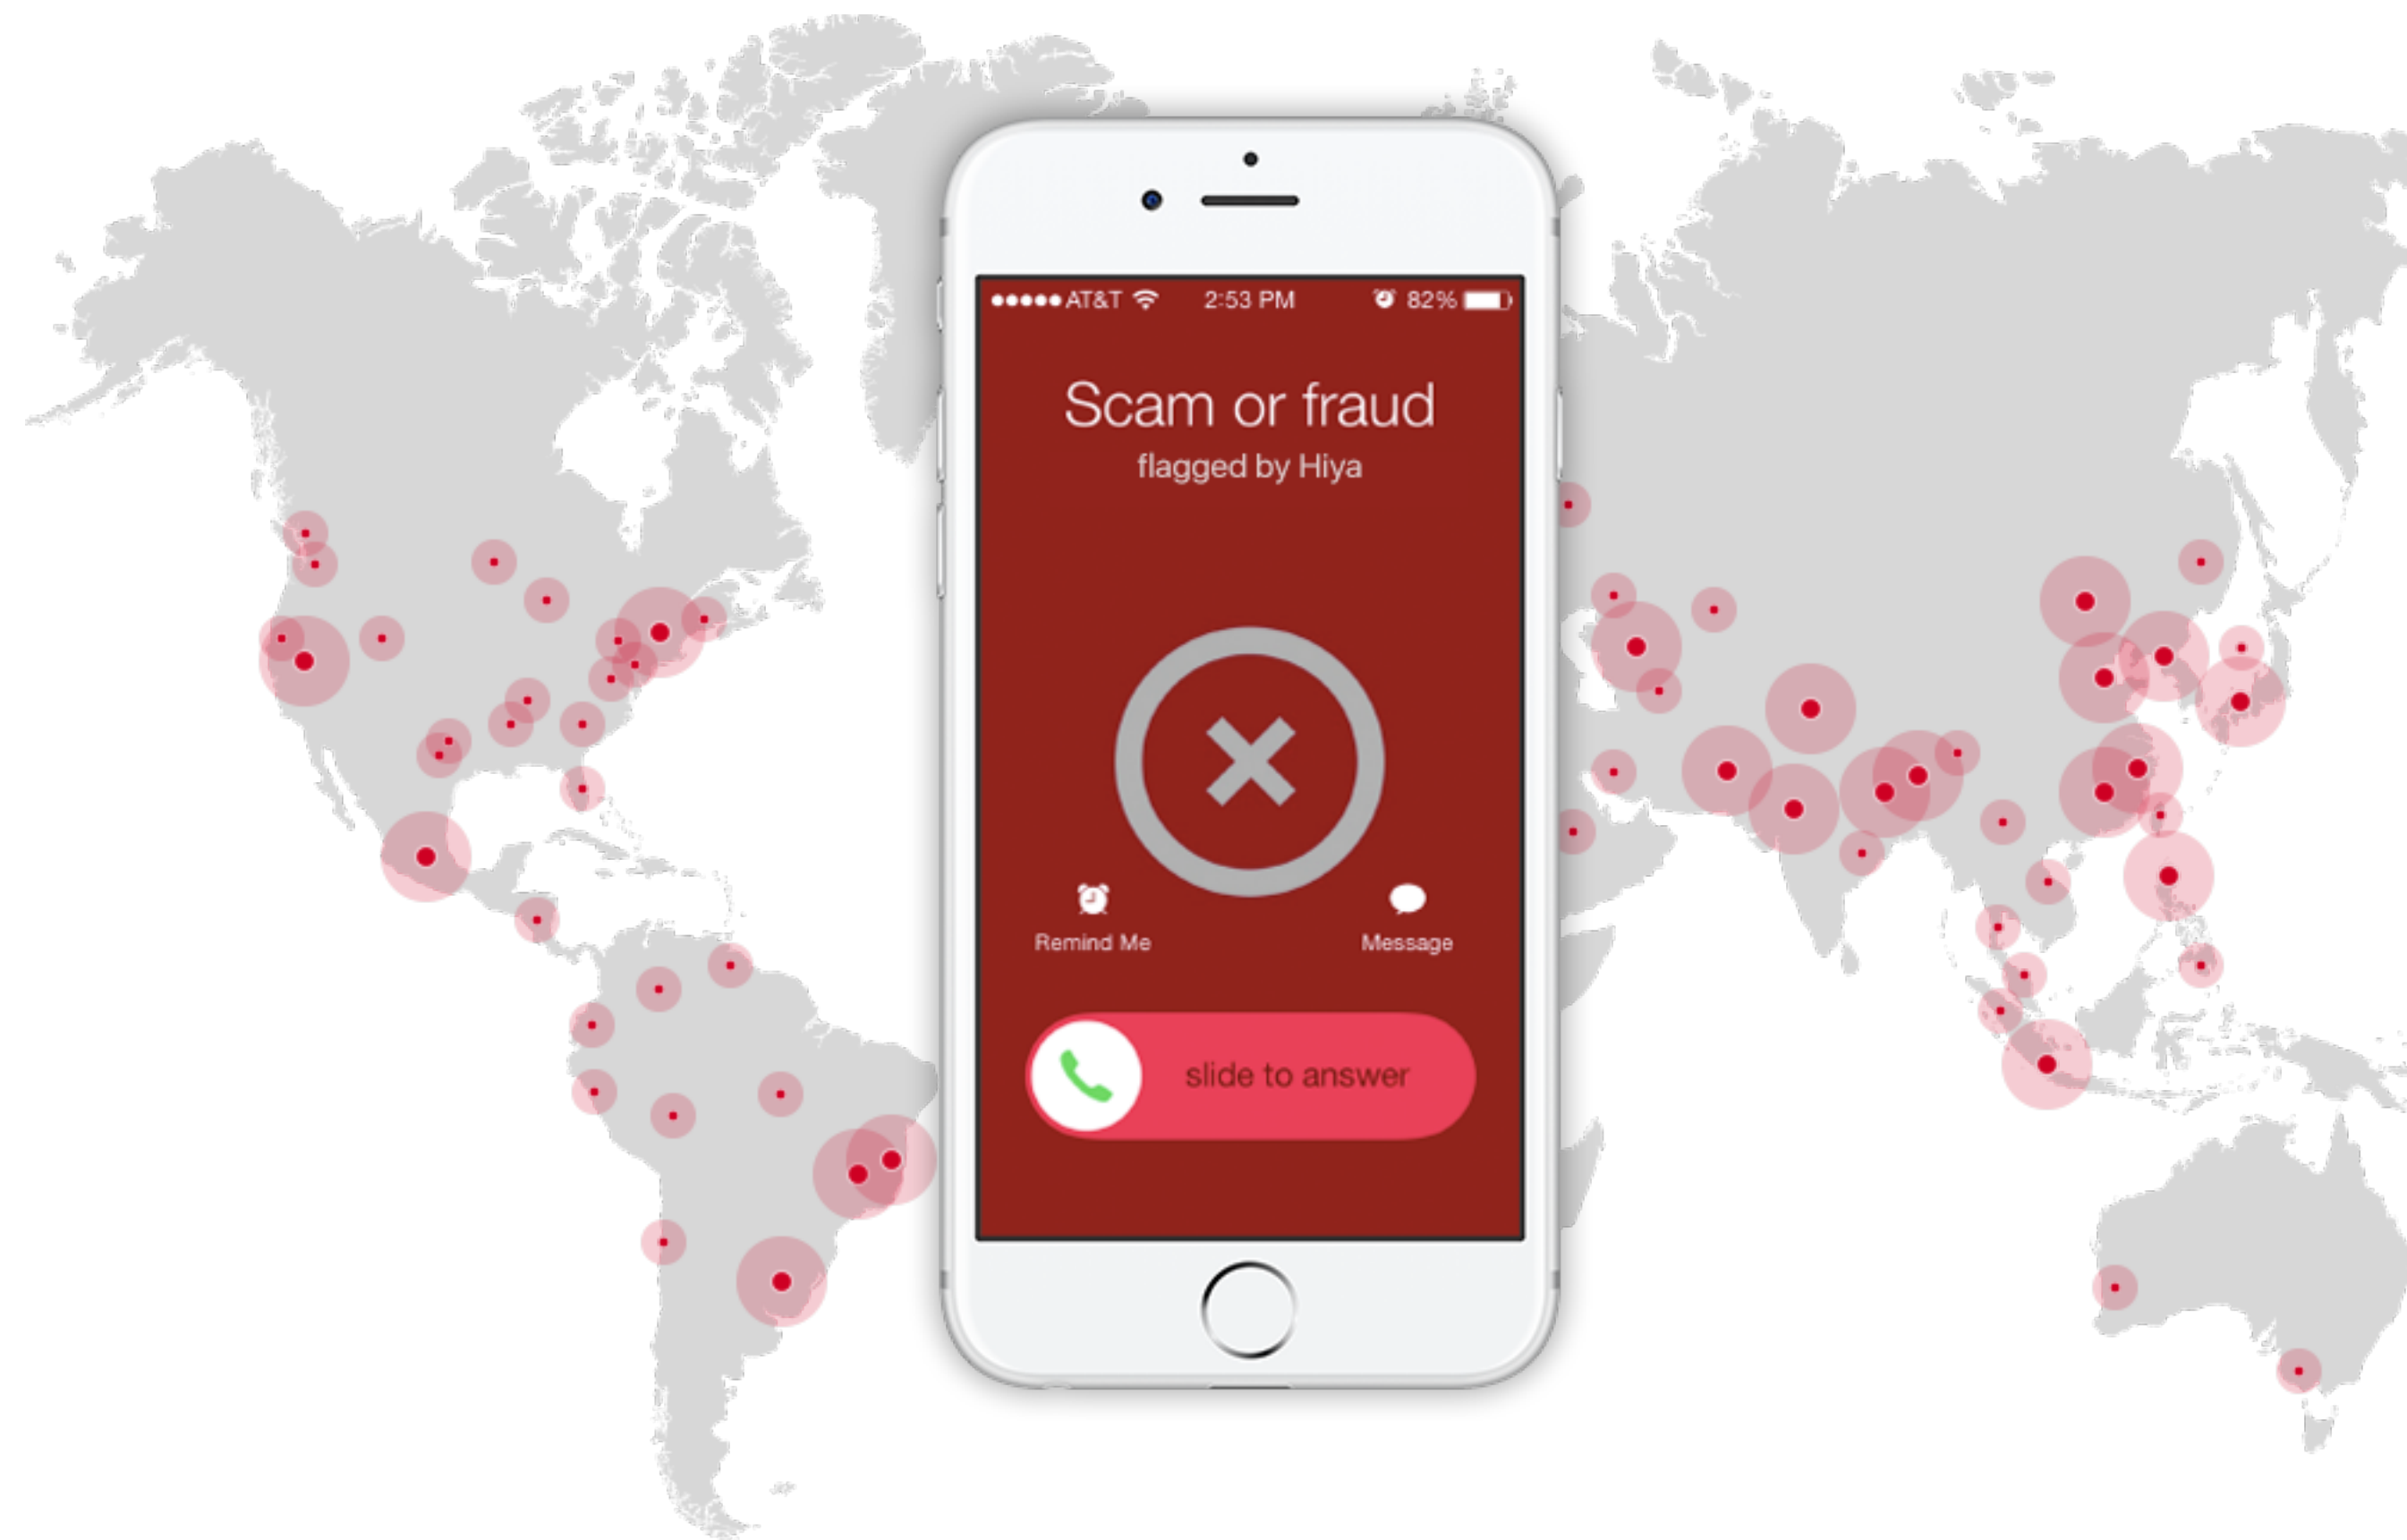 AT&T 2:53 PM 82%
Scam or fraud
flagged by Hiya
Remind Me Message
slide to answer